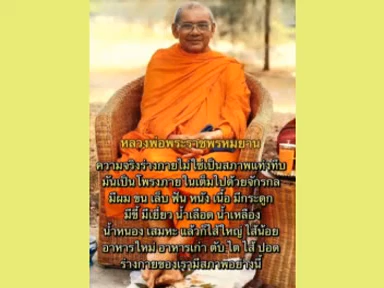 หลวงพ่อพระราชพรหมยาน
ความจริงร่างกายไม่ใช่เป็นสภาพแท่งทึบ
มันเป็นโพรงภายในเต็มไปด้วยจักรกล
มีผม ขน เล็บ ฟัน หนัง เนื้อ มีกระดูก
มีขี้ มีเยี่ยว น้ำเลือด น้ำเหลือง
น้ำหนอง เสมหะ แล้วก็ไส้ใหญ่ ไส้น้อย
อาหารใหม่ อาหารเก่า ตับ ไต ไส้ ปอด
ร่างกายของเรามีสภาพอย่างนี้